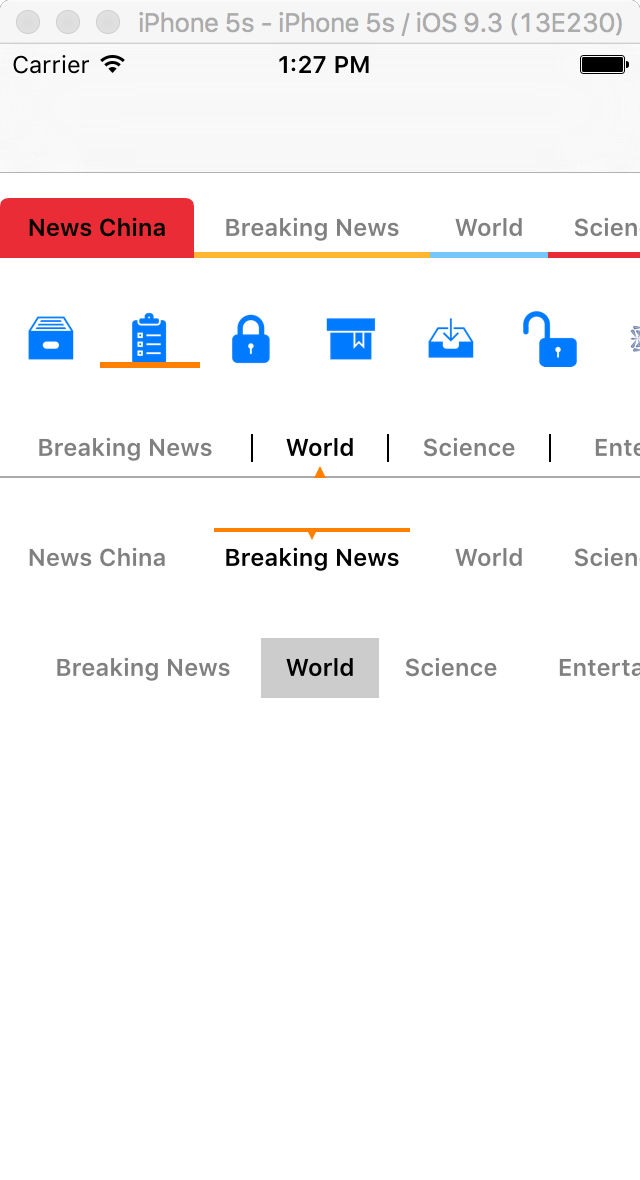 iPhone 5s - iPhone 5s / iOS 9.3 (13E230)
Carrier 1:27 PM
News China Breaking News World Scien
Breaking News World Science Ente
News China Breaking News World Scien
Breaking News World Science Enterta